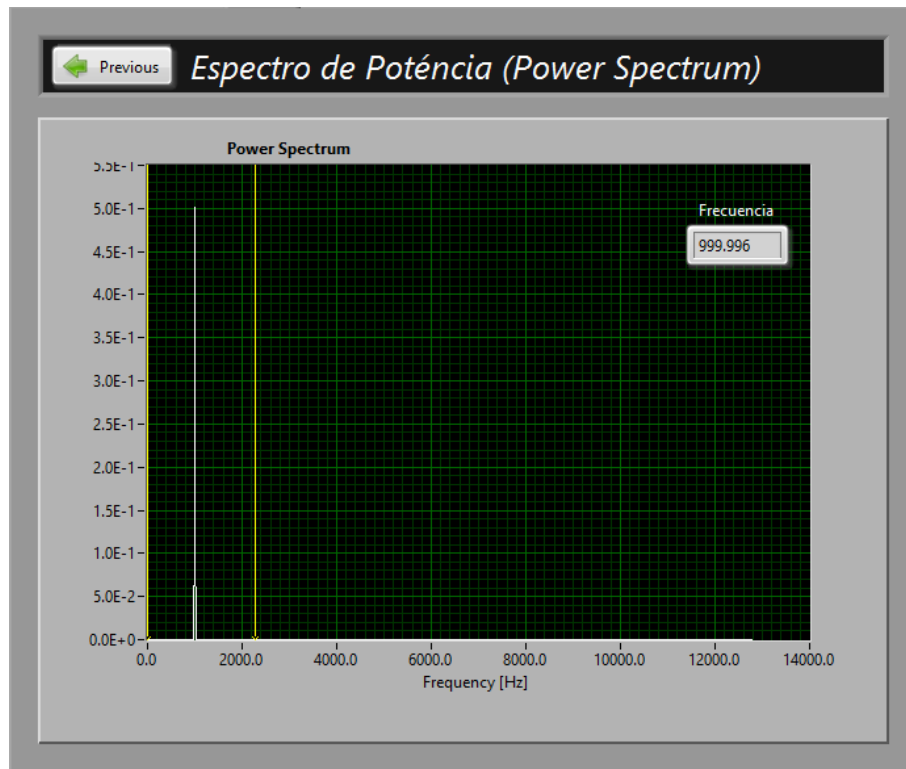 Previous
Espectro de Poténcia (Power Spectrum)
Power Spectrum
5.5E-1
5.0E-1
4.5E-1
4.0E-1
3.5E-1
3.0E-1
2.5E-1
2.0E-1
1.5E-1
1.0E-1
5.0E-2
0.0E+0
Frecuencia
999.996
0.0 2000.0 4000.0 6000.0 8000.0 10000.0 12000.0 14000.0
Frequency [Hz]